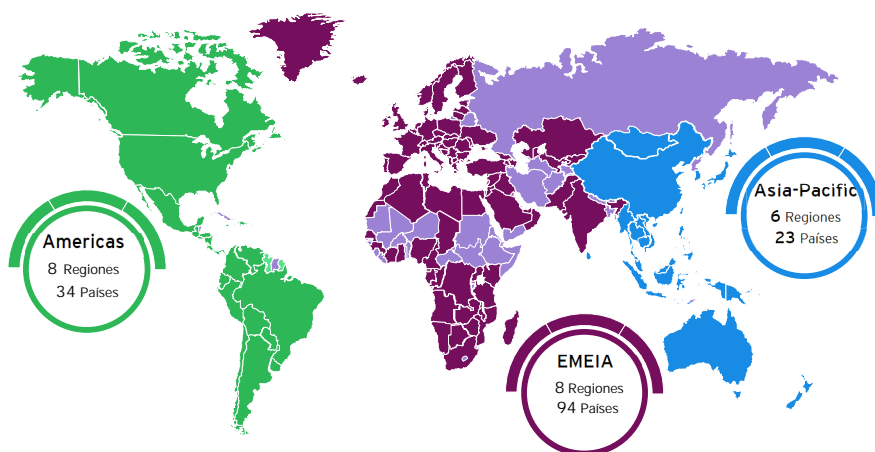 Americas
8 Regiones
34 Países
EMEIA
8 Regiones
94 Países
Asia-Pacific
6 Regiones
23 Países